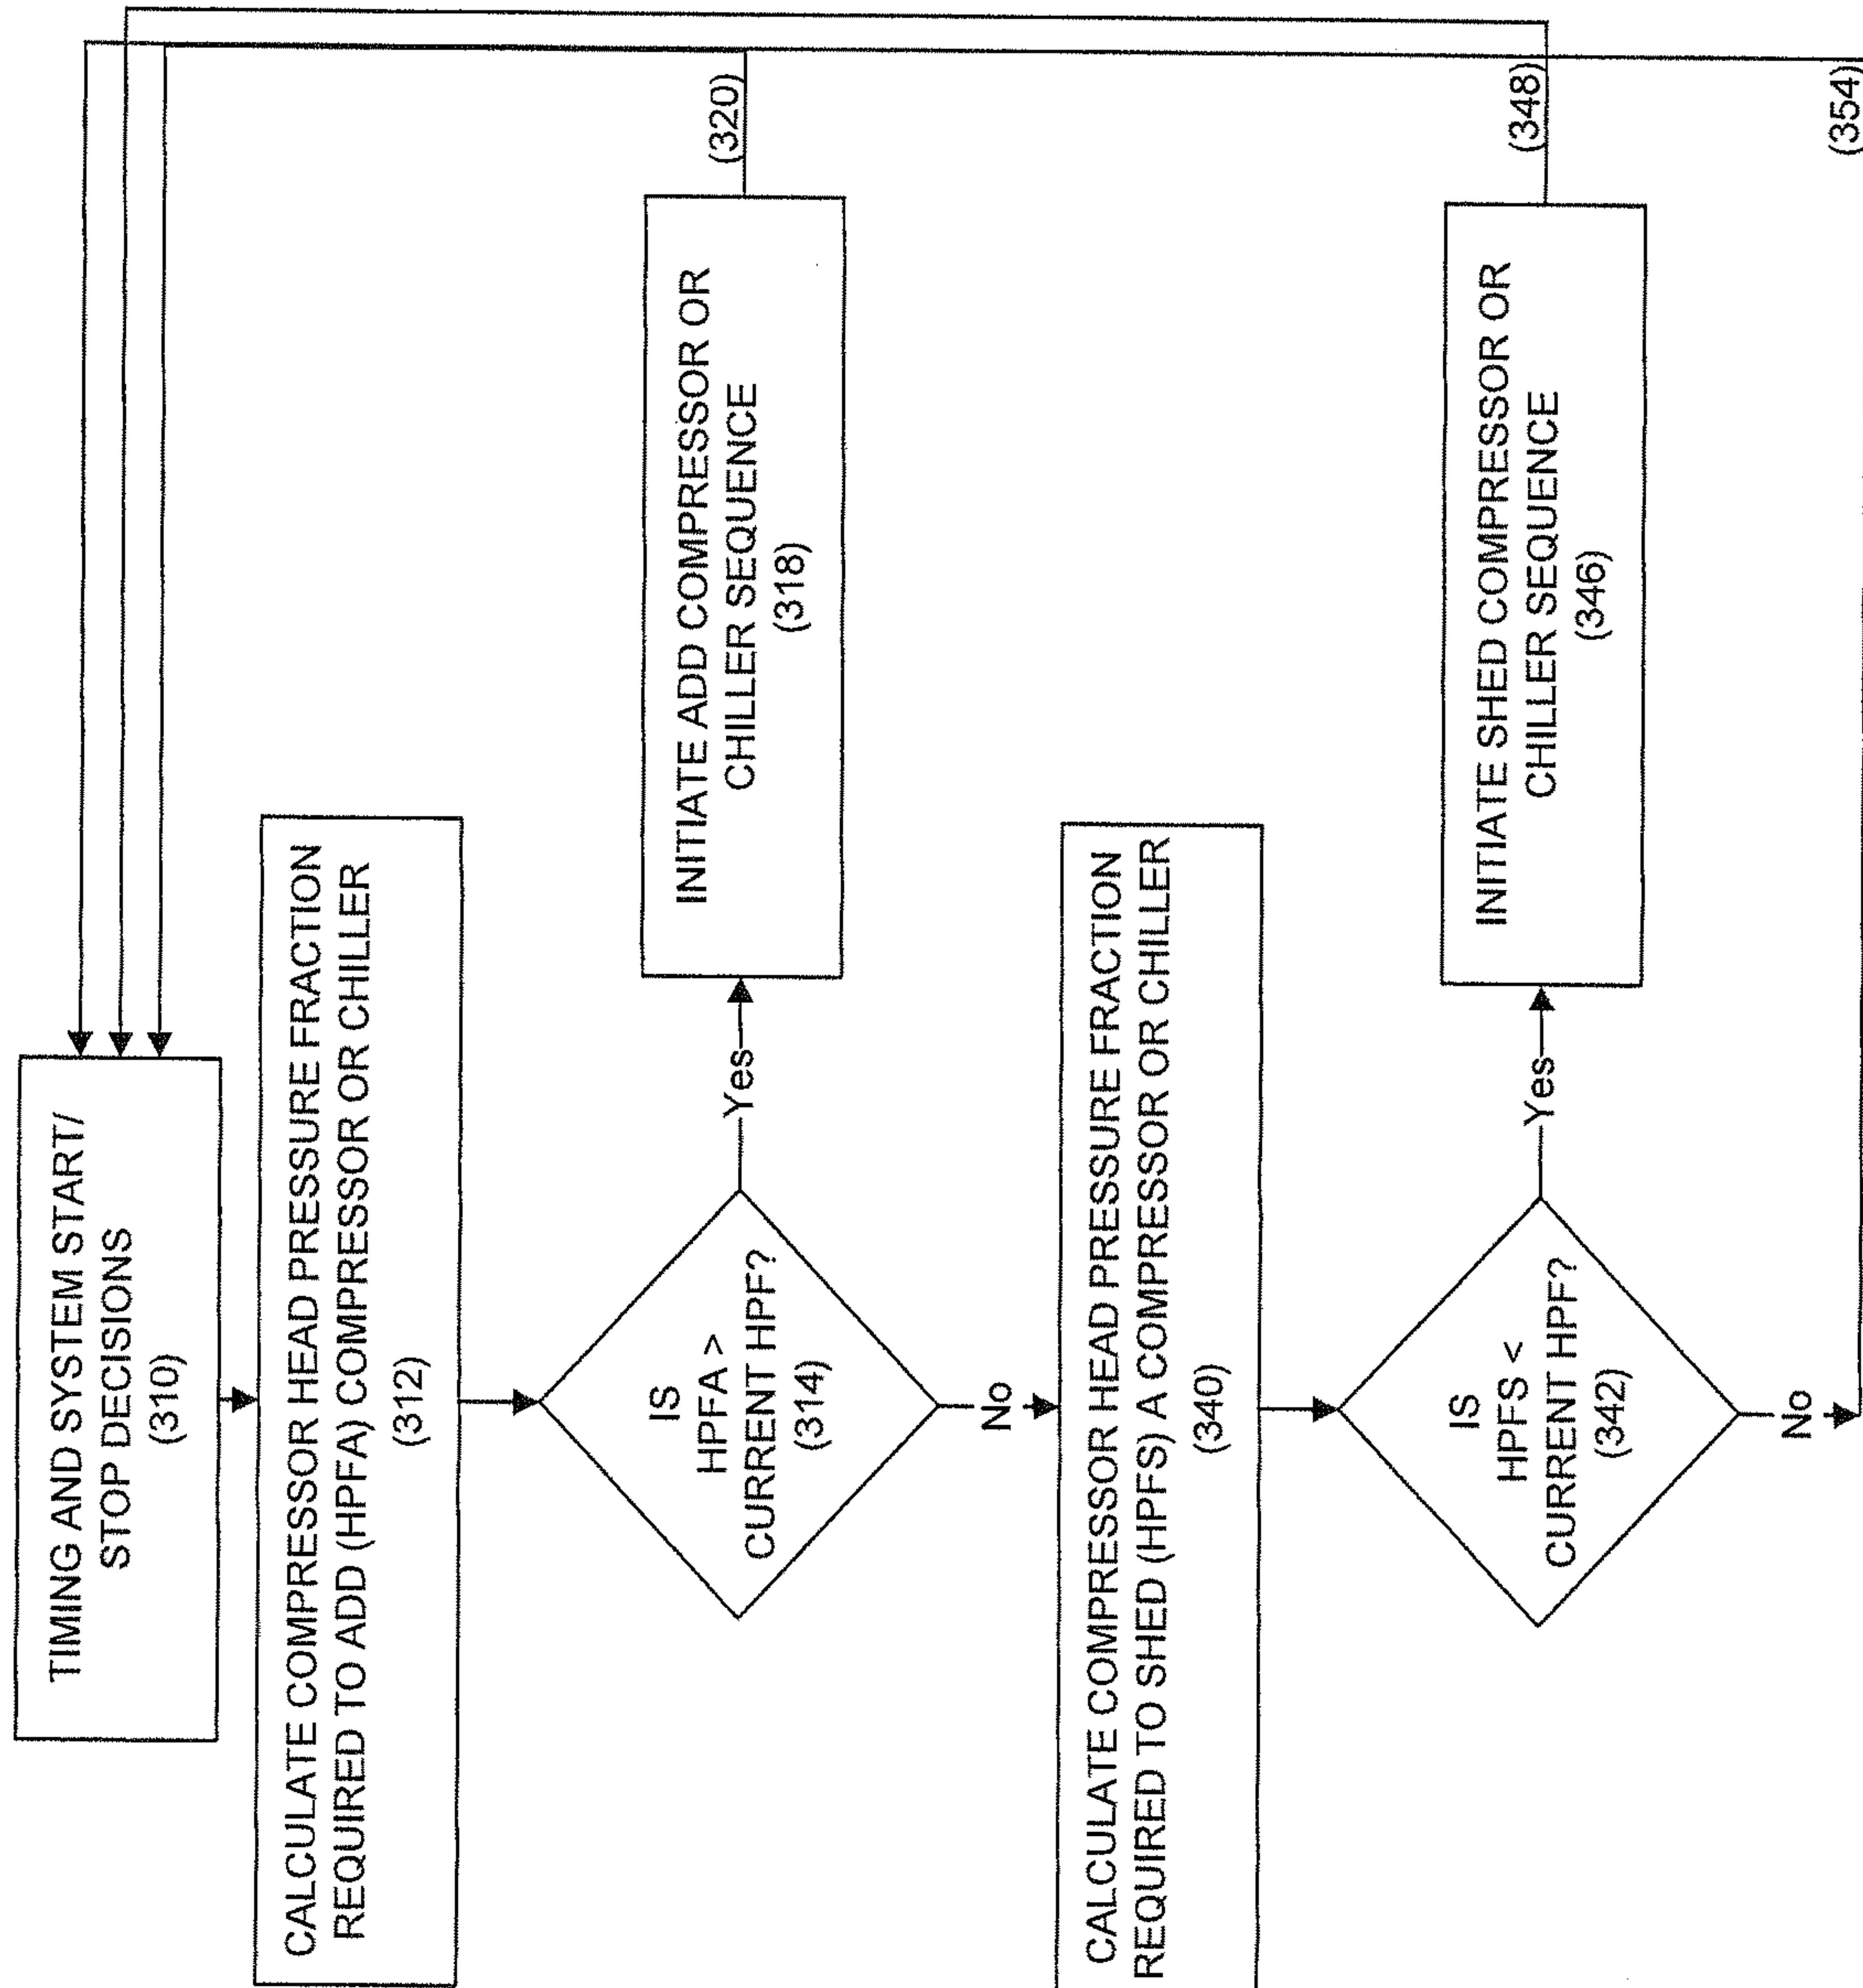 TIMING AND SYSTEM START/
STOP DECISIONS
(310)
CALCULATE COMPRESSOR HEAD PRESSURE FRACTION
REQUIRED TO ADD (HPFA) COMPRESSOR OR CHILLER
(312)
IS
HPFA >
CURRENT HPF?
(314)
Yes
INITIATE ADD COMPRESSOR OR
CHILLER SEQUENCE
(318)
(320)
No
CALCULATE COMPRESSOR HEAD PRESSURE FRACTION
REQUIRED TO SHED (HPFS) A COMPRESSOR OR CHILLER
(340)
IS
HPFS <
CURRENT HPF?
(342)
Yes
INITIATE SHED COMPRESSOR OR
CHILLER SEQUENCE
(346)
(348)
No
(354)